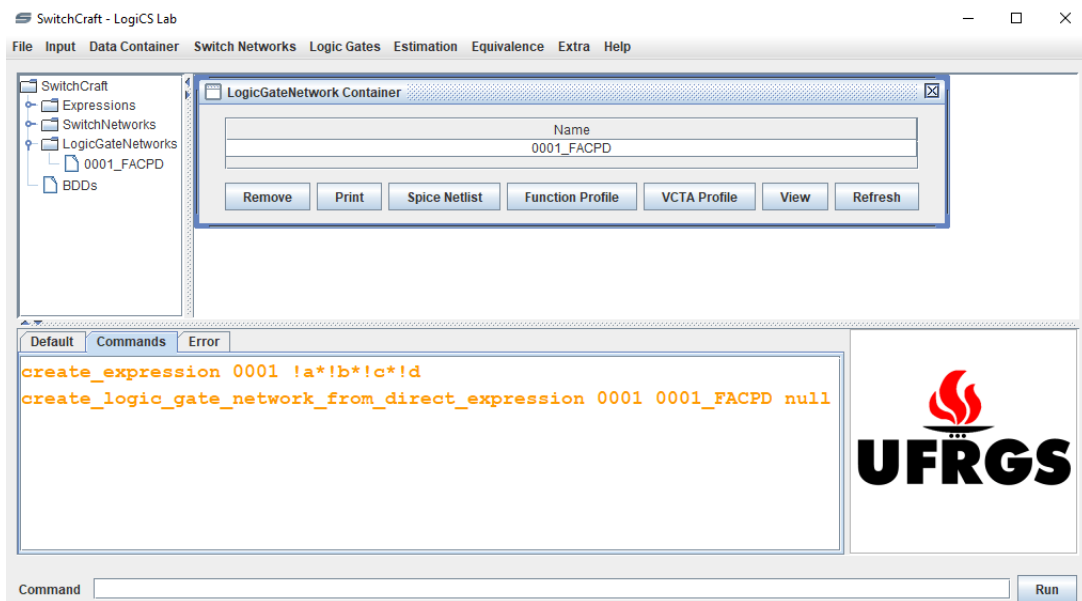 SwitchCraft - LogiCS Lab
File Input Data Container Switch Networks Logic Gates Estimation Equivalence Extra Help
SwitchCraft
Expressions
SwitchNetworks
LogicGateNetworks
0001_FACPD
BDDs
LogicGateNetwork Container
Name
0001_FACPD
Remove Print Spice Netlist Function Profile VCTA Profile View Refresh
Default Commands Error
create_expression 0001 !a*!b*!c*!d
create_logic_gate_network_from_direct_expression 0001 0001_FACPD null
UFRGS
Command Run